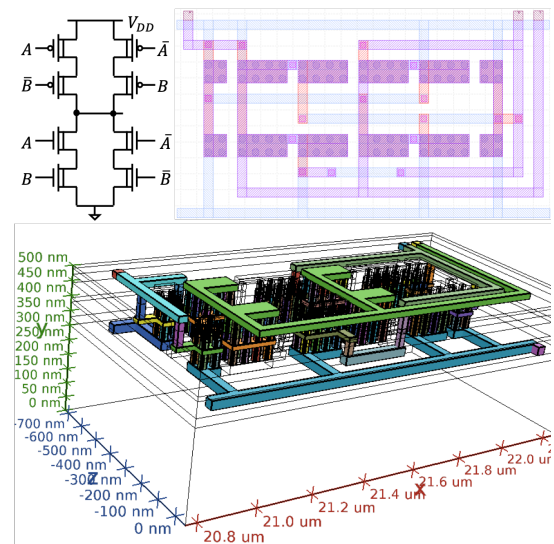 V_DD
A Ā
B̄ B
A Ā
B B̄
500 nm
450 nm
400 nm
350 nm
300 nm
y
250 nm
200 nm
150 nm
100 nm
50 nm
0 nm
-700 nm
-600 nm
-500 nm
-400 nm
-300 nm
z
-200 nm
-100 nm
0 nm
20.8 um
21.0 um
21.2 um
21.4 um
21.6 um
x
21.8 um
22.0 um
2